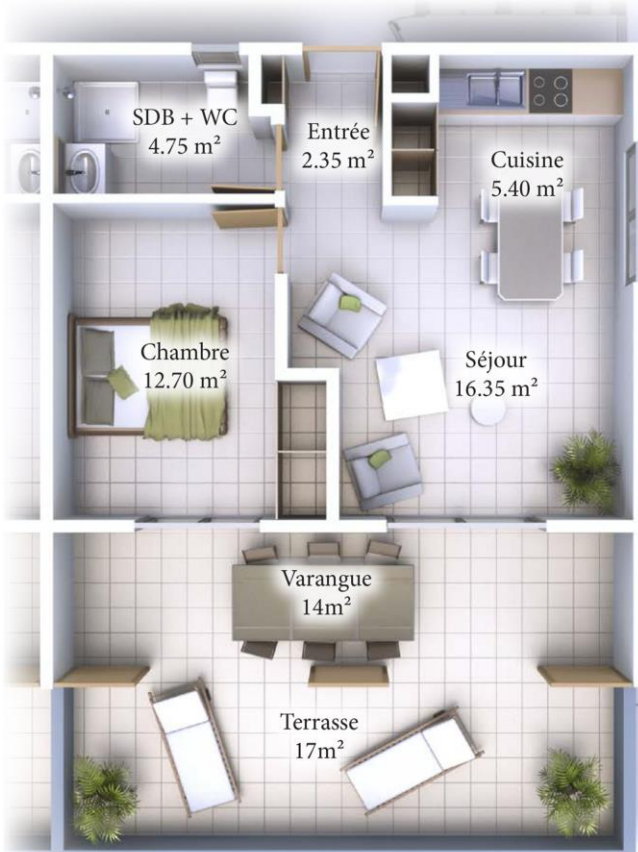 SDB + WC
4.75 m²
Entrée
2.35 m²
Cuisine
5.40 m²
Chambre
12.70 m²
Séjour
16.35 m²
Varangue
14m²
Terrasse
17m²